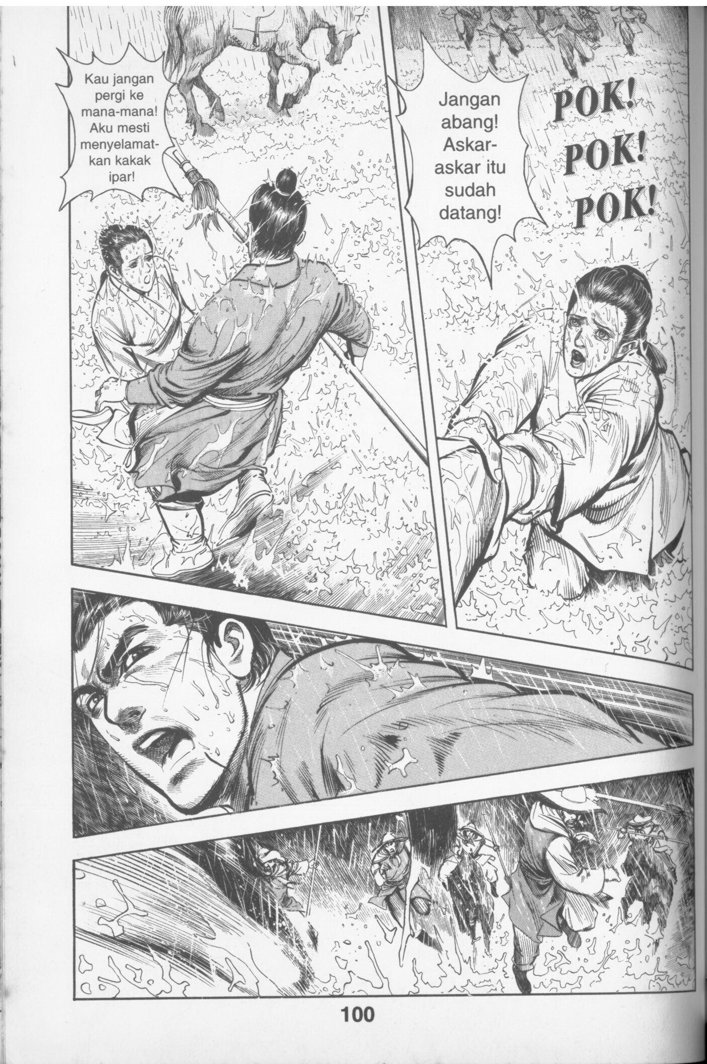 Kau jangan
pergi ke
mana-mana!
Aku mesti
menyelamat-
kan kakak
ipar!
Jangan
abang!
Askar-
askar itu
sudah
datang!
POK!
POK!
POK!
100